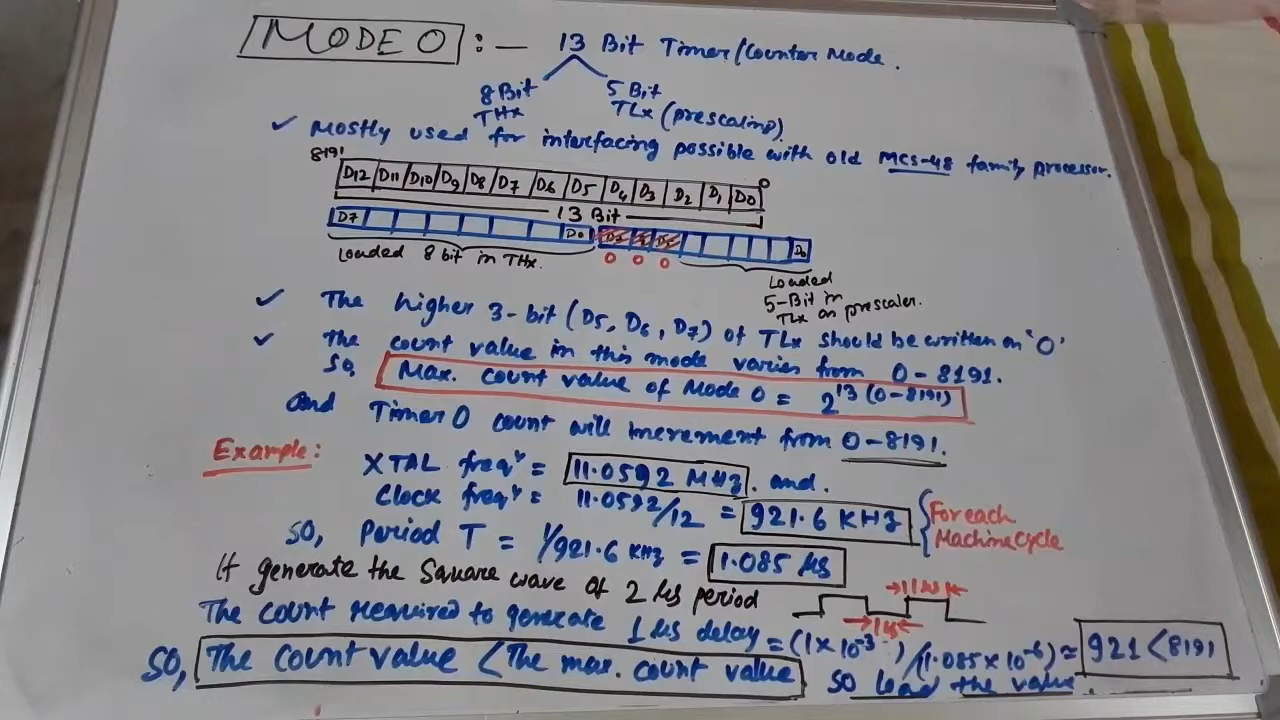 MODE 0 :— 13 Bit Timer/Counter Mode.
8 Bit THx
5 Bit TLx (prescaling)
✓ Mostly used for interfacing possible with old MCS-48 family processor.
8191 D12 D11 D10 D9 D8 D7 D6 D5 D4 D3 D2 D1 D0 0
13 Bit
D7 D0 D7 D5 D0
0 0 0
Loaded 8 bit in THx.
Loaded
5-Bit in
TLx on prescaler.
✓ The higher 3-bit (D5, D6, D7) of TLx should be written on "0"
✓ The count value in this mode varies from 0-8191.
So, Max. count value of Mode 0 = 2^13 (0-8191)
and Timer 0 count will increment from 0-8191.
Example:
XTAL freqʸ = 11.0592 MHz. and.
Clock freqʸ = 11.0592/12 = 921.6 KHz { For each Machine Cycle
So, Period T = 1/921.6 KHz = 1.085 µs
If generate the Square wave of 2 µs period
The count required to generate 1 µs delay = (1×10^-3)/(1.085×10^-6) = 921 < 8191
So, The count value < The max. count value so load the value.